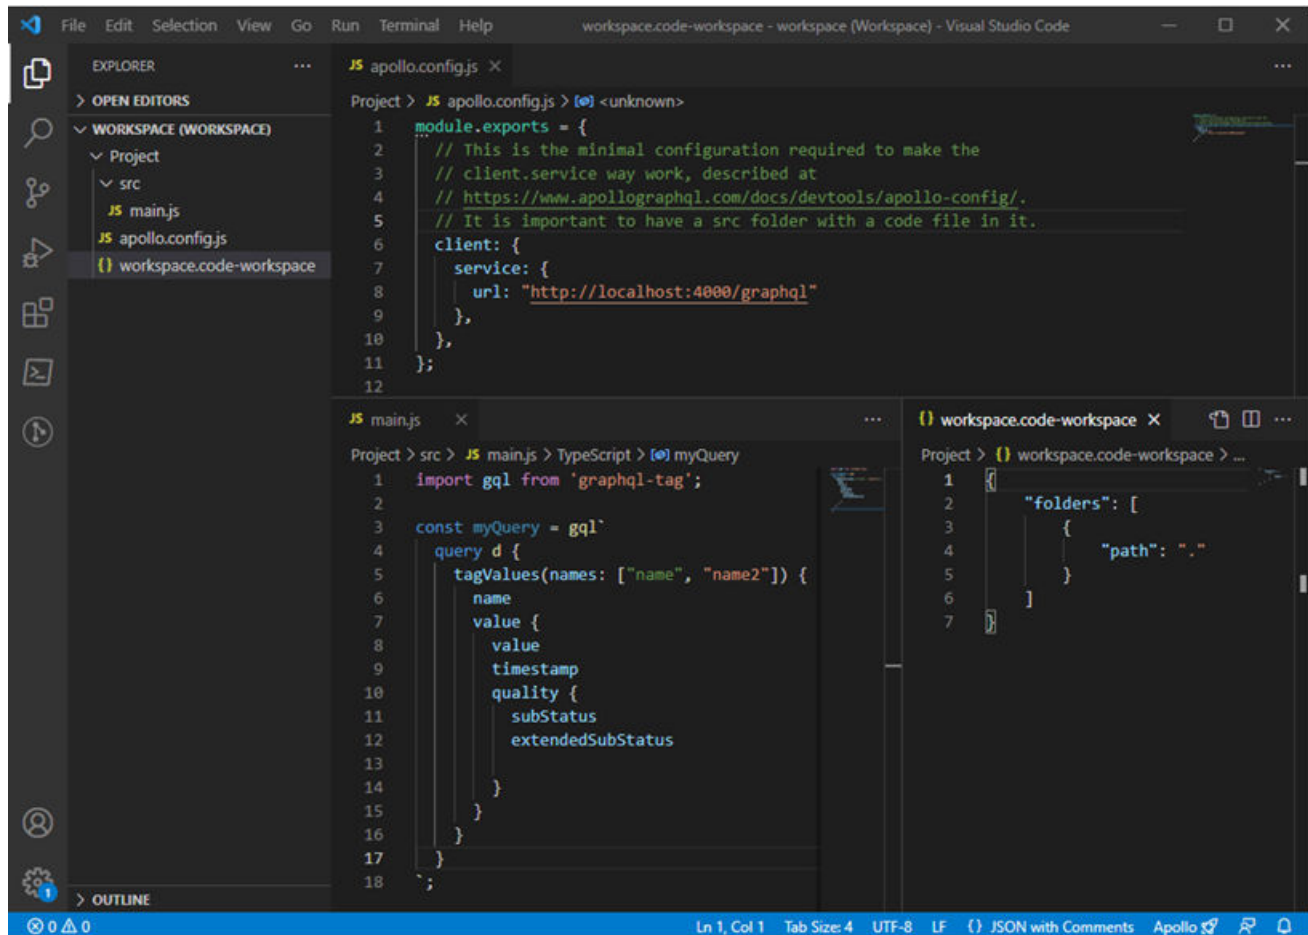 File Edit Selection View Go Run Terminal Help workspace.code-workspace - workspace (Workspace) - Visual Studio Code
EXPLORER
OPEN EDITORS
WORKSPACE (WORKSPACE)
Project
src
JS main.js
JS apollo.config.js
{} workspace.code-workspace
OUTLINE
JS apollo.config.js
Project > JS apollo.config.js > <unknown>
1 module.exports = {
2 // This is the minimal configuration required to make the
3 // client.service way work, described at
4 // https://www.apollographql.com/docs/devtools/apollo-config/.
5 // It is important to have a src folder with a code file in it.
6 client: {
7 service: {
8 url: "http://localhost:4000/graphql"
9 },
10 },
11 };
12
JS main.js
Project > src > JS main.js > TypeScript > myQuery
1 import gql from 'graphql-tag';
2
3 const myQuery = gql`
4 query d {
5 tagValues(names: ["name", "name2"]) {
6 name
7 value {
8 value
9 timestamp
10 quality {
11 subStatus
12 extendedSubStatus
13
14 }
15 }
16 }
17 }
18 `;
{} workspace.code-workspace
Project > {} workspace.code-workspace > ...
1 {
2 "folders": [
3 {
4 "path": "."
5 }
6 ]
7 }
1
0 0 Ln 1, Col 1 Tab Size: 4 UTF-8 LF {} JSON with Comments Apollo